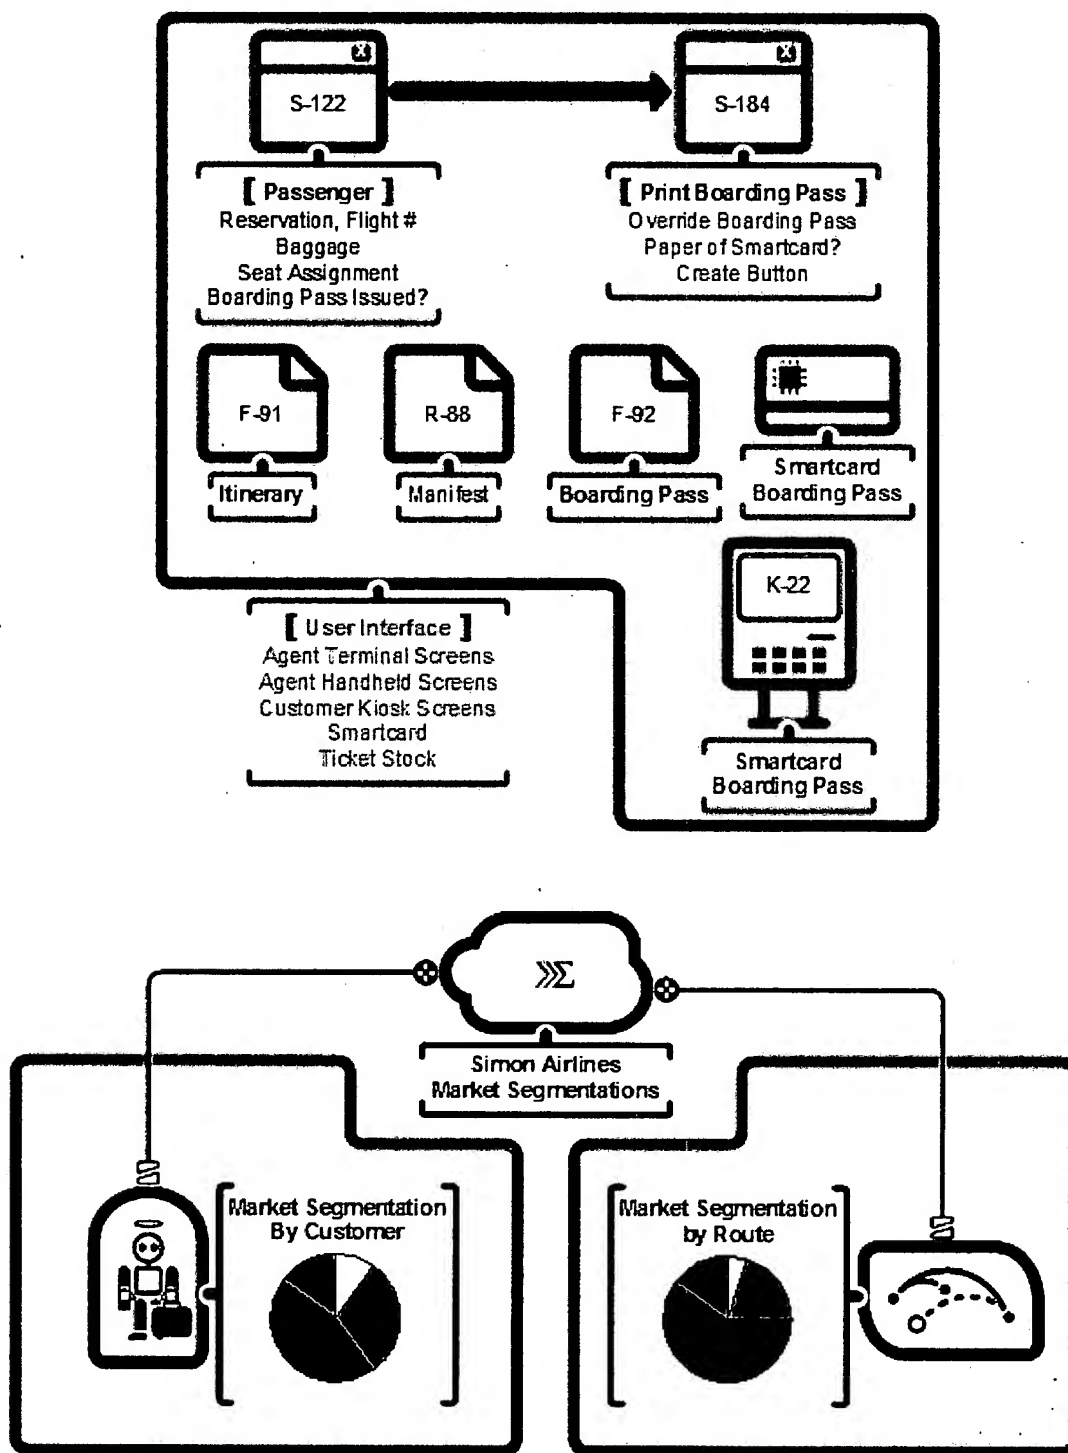 X
S-122
X
S-184
[ Passenger ]
Reservation, Flight #
Baggage
Seat Assignment
Boarding Pass Issued?
[ Print Boarding Pass ]
Override Boarding Pass
Paper of Smartcard?
Create Button
F-91
Itinerary
R-88
Manifest
F-92
Boarding Pass
Smartcard
Boarding Pass
K-22
Smartcard
Boarding Pass
[ User Interface ]
Agent Terminal Screens
Agent Handheld Screens
Customer Kiosk Screens
Smartcard
Ticket Stock
Simon Airlines
Market Segmentations
Market Segmentation
By Customer
Market Segmentation
by Route